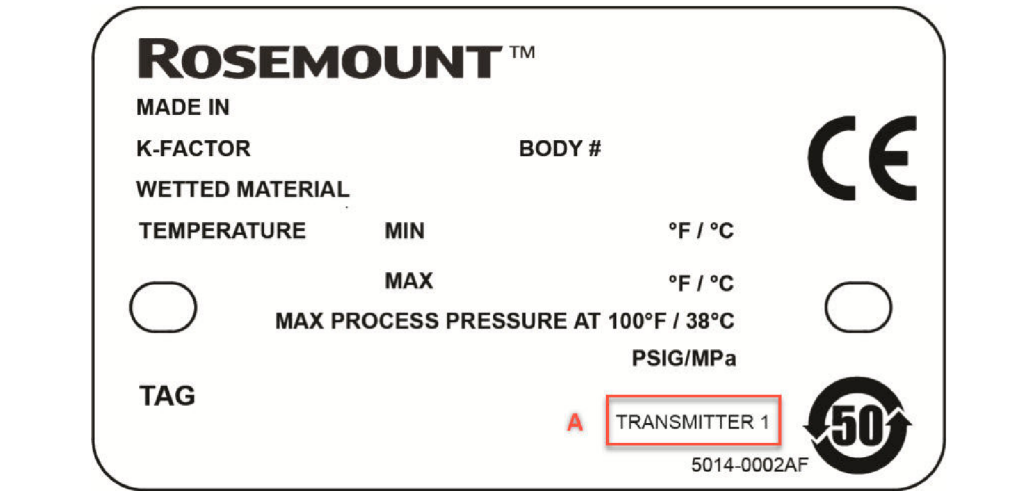 ROSEMOUNT™
MADE IN
K-FACTOR BODY #
WETTED MATERIAL
TEMPERATURE MIN °F / °C
MAX °F / °C
MAX PROCESS PRESSURE AT 100°F / 38°C
PSIG/MPa
TAG
A TRANSMITTER 1
50
5014-0002AF
CE